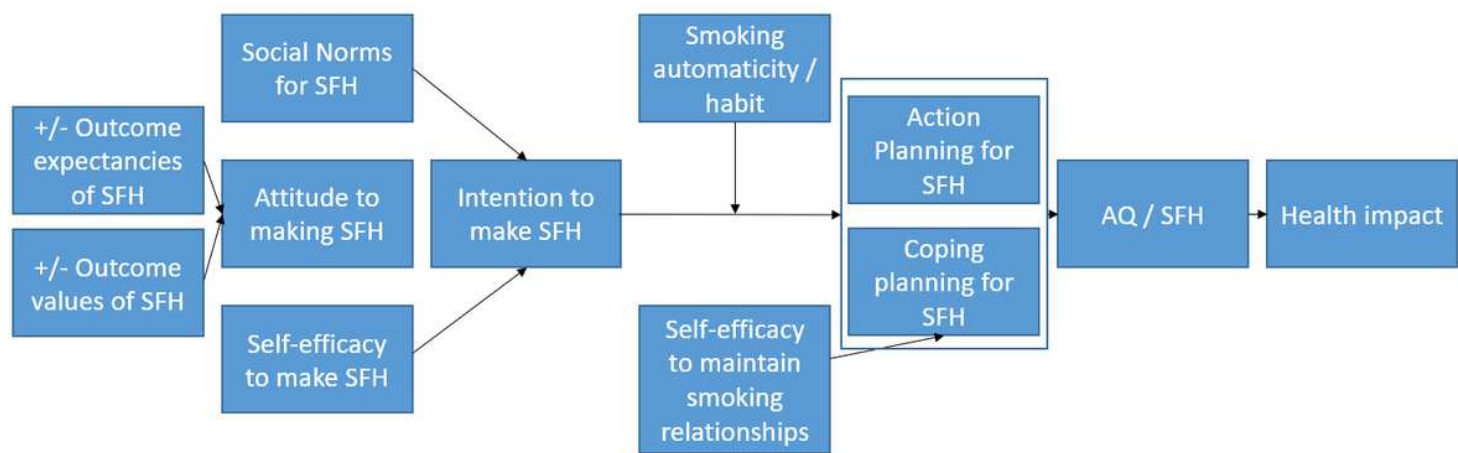 Social Norms
for SFH
+/- Outcome
expectancies
of SFH
+/- Outcome
values of SFH
Attitude to
making SFH
Self-efficacy
to make SFH
Intention to
make SFH
Smoking
automaticity /
habit
Self-efficacy
to maintain
smoking
relationships
Action
Planning for
SFH
Coping
planning for
SFH
AQ / SFH
Health impact